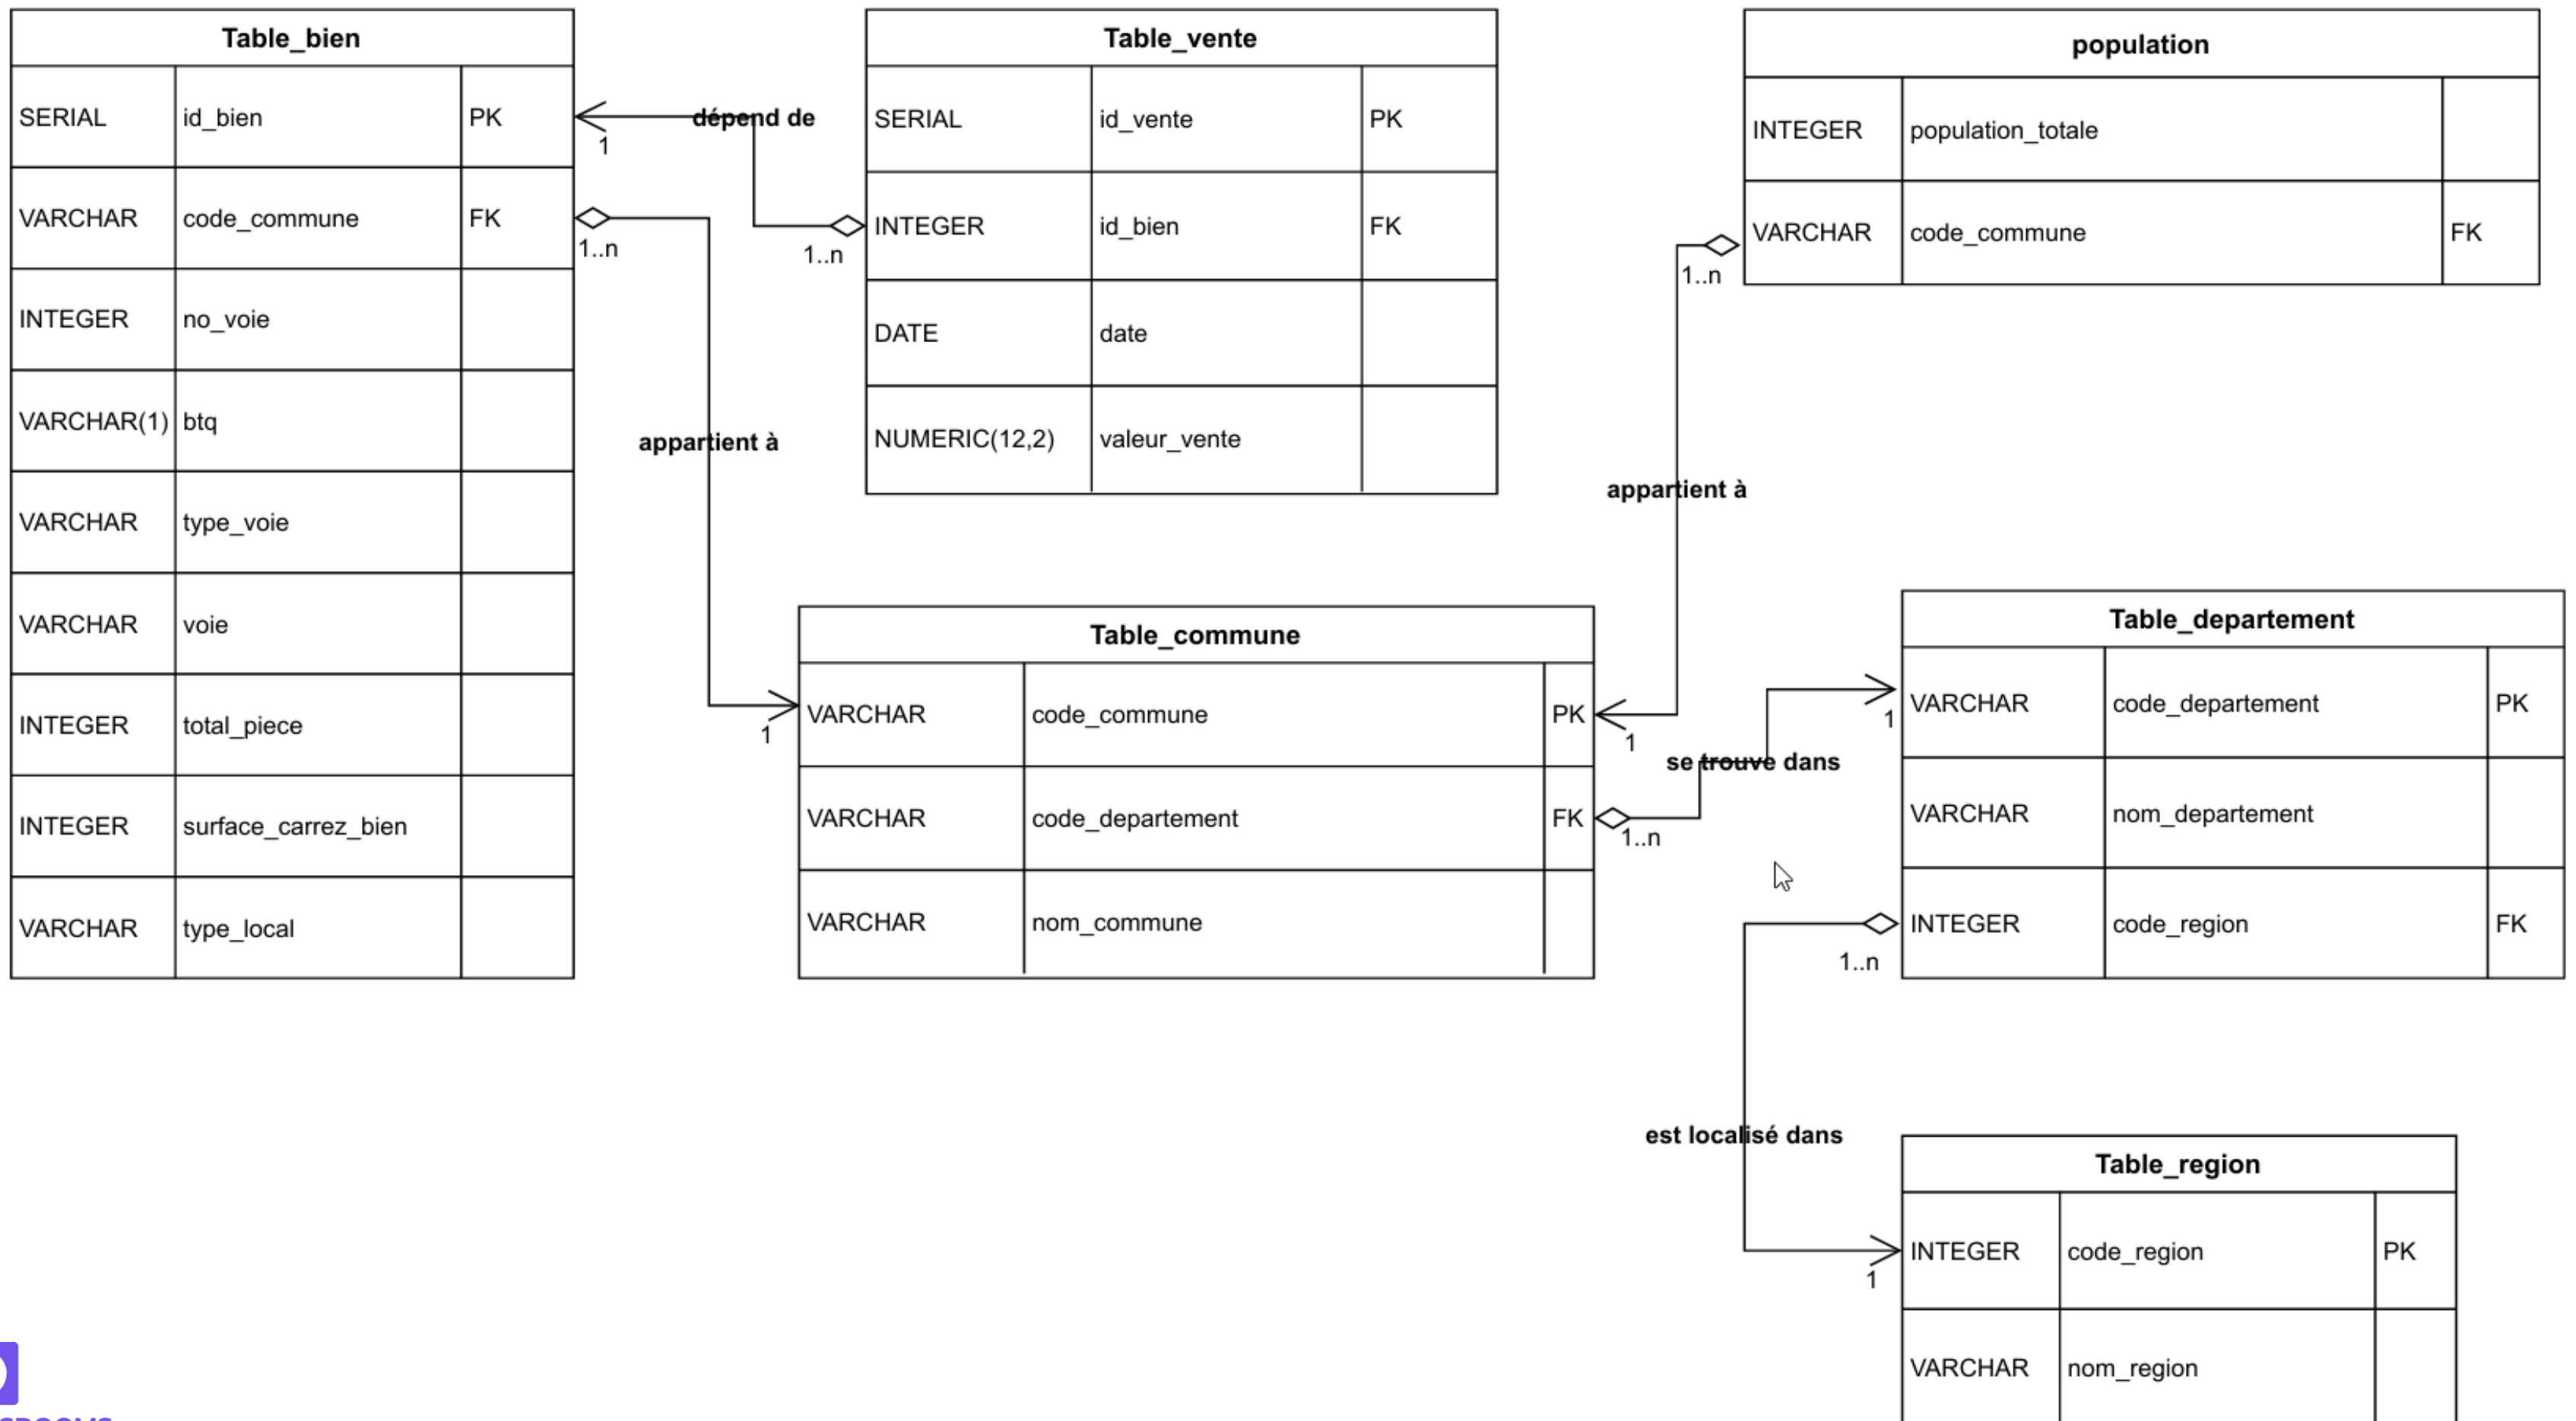 Table_bien
SERIAL id_bien PK
VARCHAR code_commune FK
INTEGER no_voie
VARCHAR(1) btq
VARCHAR type_voie
VARCHAR voie
INTEGER total_piece
INTEGER surface_carrez_bien
VARCHAR type_local
dépend de
1
1..n
1..n
appartient à
1
Table_vente
SERIAL id_vente PK
INTEGER id_bien FK
DATE date
NUMERIC(12,2) valeur_vente
population
INTEGER population_totale
VARCHAR code_commune FK
1..n
appartient à
1
Table_commune
VARCHAR code_commune PK
VARCHAR code_departement FK
VARCHAR nom_commune
se trouve dans
1
1..n
Table_departement
VARCHAR code_departement PK
VARCHAR nom_departement
INTEGER code_region FK
1..n
est localisé dans
1
Table_region
INTEGER code_region PK
VARCHAR nom_region